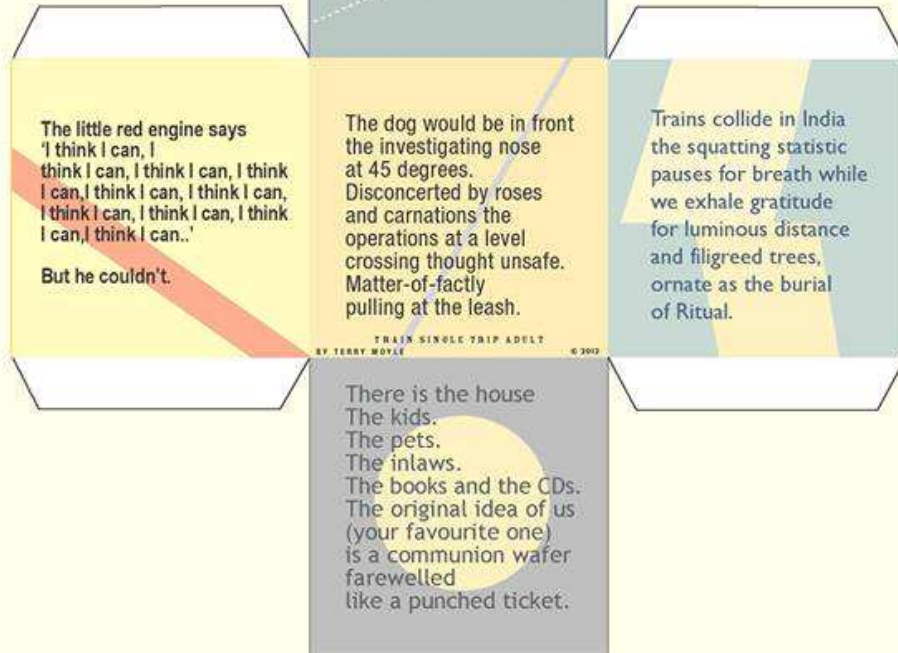 The little red engine says
‘I think I can, I
think I can, I think I can, I think
I can,I think I can, I think I can,
I think I can, I think I can, I think
I can,I think I can..’
But he couldn't.
The dog would be in front
the investigating nose
at 45 degrees.
Disconcerted by roses
and carnations the
operations at a level
crossing thought unsafe.
Matter-of-factly
pulling at the leash.
TRAIN SINGLE TRIP ADULT
BY TERRY MOYLE © 2012
Trains collide in India
the squatting statistic
pauses for breath while
we exhale gratitude
for luminous distance
and filigreed trees,
ornate as the burial
of Ritual.
There is the house
The kids.
The pets.
The inlaws.
The books and the CDs.
The original idea of us
(your favourite one)
is a communion wafer
farewelled
like a punched ticket.